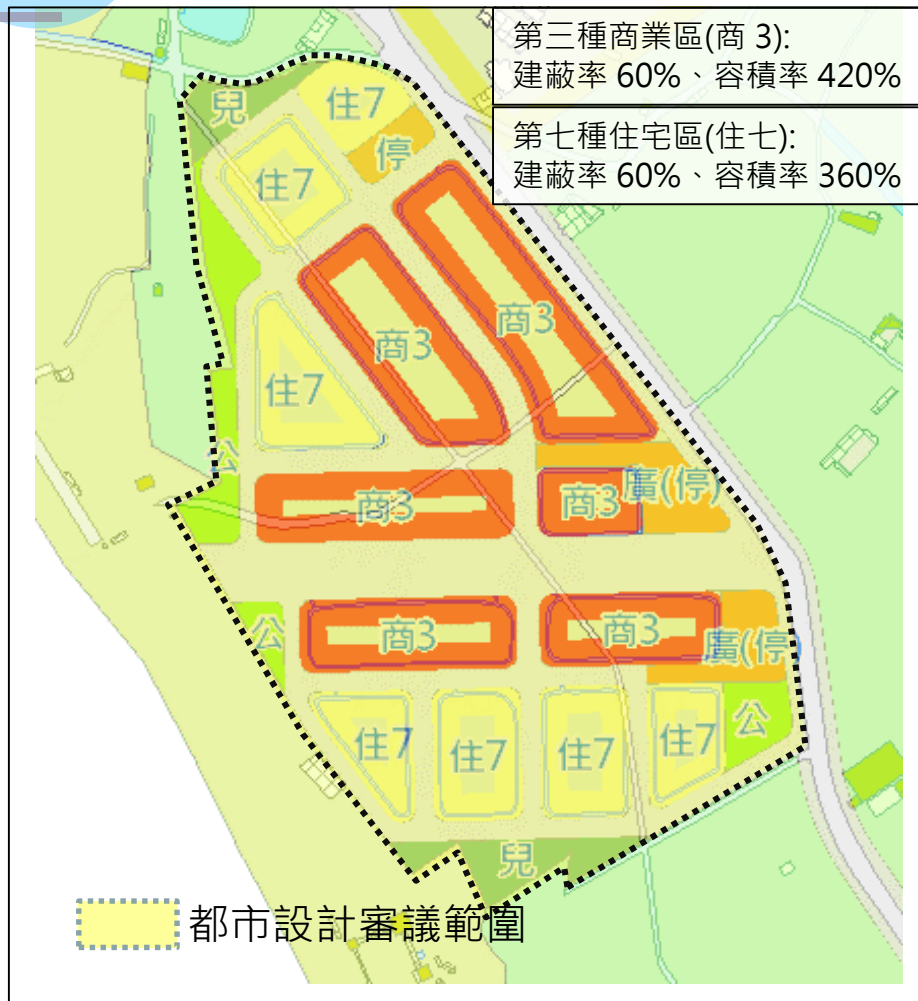 第三種商業區(商 3):
建蔽率 60%、容積率 420%
第七種住宅區(住七):
建蔽率 60%、容積率 360%
兒
住7
停
住7
商3
商3
住7
公
商3
商3
廣(停)
公
商3
商3
廣(停)
住7
住7
住7
住7
公
兒
都市設計審議範圍